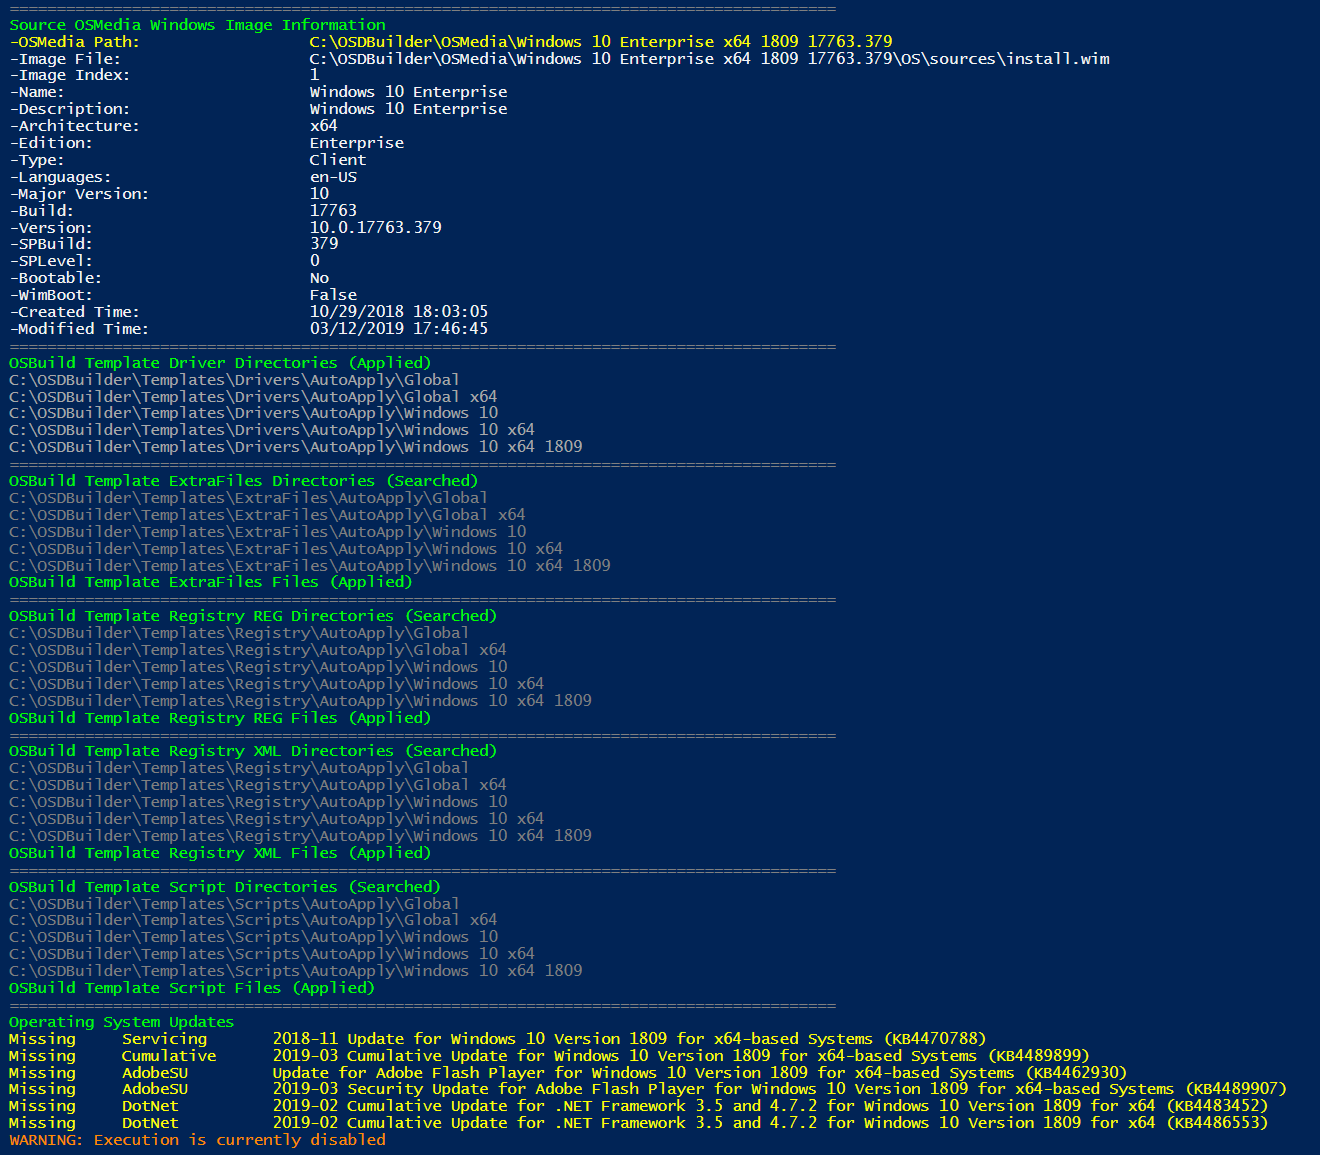 ========================================================================================
Source OSMedia Windows Image Information
-OSMedia Path:                  C:\OSDBuilder\OSMedia\Windows 10 Enterprise x64 1809 17763.379
-Image File:                    C:\OSDBuilder\OSMedia\Windows 10 Enterprise x64 1809 17763.379\OS\sources\install.wim
-Image Index:                   1
-Name:                          Windows 10 Enterprise
-Description:                   Windows 10 Enterprise
-Architecture:                  x64
-Edition:                       Enterprise
-Type:                          Client
-Languages:                     en-US
-Major Version:                 10
-Build:                         17763
-Version:                       10.0.17763.379
-SPBuild:                       379
-SPLevel:                       0
-Bootable:                      No
-WimBoot:                       False
-Created Time:                  10/29/2018 18:03:05
-Modified Time:                 03/12/2019 17:46:45
========================================================================================
OSBuild Template Driver Directories (Applied)
C:\OSDBuilder\Templates\Drivers\AutoApply\Global
C:\OSDBuilder\Templates\Drivers\AutoApply\Global x64
C:\OSDBuilder\Templates\Drivers\AutoApply\Windows 10
C:\OSDBuilder\Templates\Drivers\AutoApply\Windows 10 x64
C:\OSDBuilder\Templates\Drivers\AutoApply\Windows 10 x64 1809
========================================================================================
OSBuild Template ExtraFiles Directories (Searched)
C:\OSDBuilder\Templates\ExtraFiles\AutoApply\Global
C:\OSDBuilder\Templates\ExtraFiles\AutoApply\Global x64
C:\OSDBuilder\Templates\ExtraFiles\AutoApply\Windows 10
C:\OSDBuilder\Templates\ExtraFiles\AutoApply\Windows 10 x64
C:\OSDBuilder\Templates\ExtraFiles\AutoApply\Windows 10 x64 1809
OSBuild Template ExtraFiles Files (Applied)
========================================================================================
OSBuild Template Registry REG Directories (Searched)
C:\OSDBuilder\Templates\Registry\AutoApply\Global
C:\OSDBuilder\Templates\Registry\AutoApply\Global x64
C:\OSDBuilder\Templates\Registry\AutoApply\Windows 10
C:\OSDBuilder\Templates\Registry\AutoApply\Windows 10 x64
C:\OSDBuilder\Templates\Registry\AutoApply\Windows 10 x64 1809
OSBuild Template Registry REG Files (Applied)
========================================================================================
OSBuild Template Registry XML Directories (Searched)
C:\OSDBuilder\Templates\Registry\AutoApply\Global
C:\OSDBuilder\Templates\Registry\AutoApply\Global x64
C:\OSDBuilder\Templates\Registry\AutoApply\Windows 10
C:\OSDBuilder\Templates\Registry\AutoApply\Windows 10 x64
C:\OSDBuilder\Templates\Registry\AutoApply\Windows 10 x64 1809
OSBuild Template Registry XML Files (Applied)
========================================================================================
OSBuild Template Script Directories (Searched)
C:\OSDBuilder\Templates\Scripts\AutoApply\Global
C:\OSDBuilder\Templates\Scripts\AutoApply\Global x64
C:\OSDBuilder\Templates\Scripts\AutoApply\Windows 10
C:\OSDBuilder\Templates\Scripts\AutoApply\Windows 10 x64
C:\OSDBuilder\Templates\Scripts\AutoApply\Windows 10 x64 1809
OSBuild Template Script Files (Applied)
========================================================================================
Operating System Updates
Missing     Servicing       2018-11 Update for Windows 10 Version 1809 for x64-based Systems (KB4470788)
Missing     Cumulative      2019-03 Cumulative Update for Windows 10 Version 1809 for x64-based Systems (KB4489899)
Missing     AdobeSU         Update for Adobe Flash Player for Windows 10 Version 1809 for x64-based Systems (KB4462930)
Missing     AdobeSU         2019-03 Security Update for Adobe Flash Player for Windows 10 Version 1809 for x64-based Systems (KB4489907)
Missing     DotNet          2019-02 Cumulative Update for .NET Framework 3.5 and 4.7.2 for Windows 10 Version 1809 for x64 (KB4483452)
Missing     DotNet          2019-02 Cumulative Update for .NET Framework 3.5 and 4.7.2 for Windows 10 Version 1809 for x64 (KB4486553)
WARNING: Execution is currently disabled